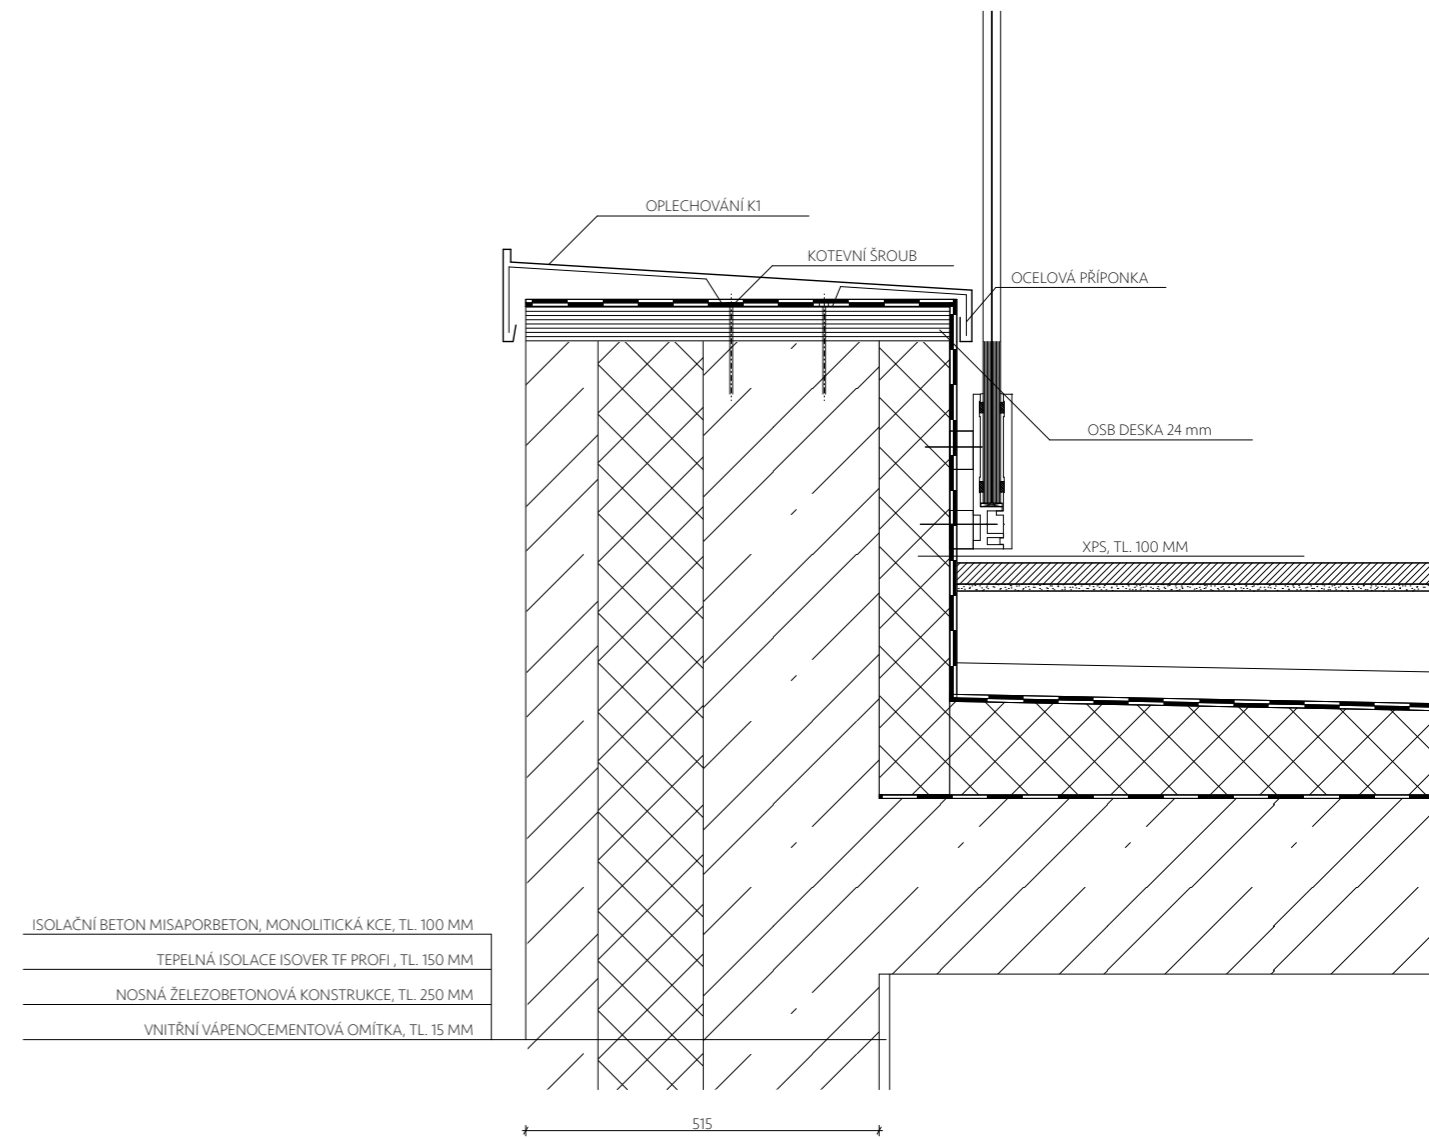 OPLECHOVÁNÍ K1
KOTEVNÍ ŠROUB
OCELOVÁ PŘÍPONKA
OSB DESKA 24 mm
XPS, TL. 100 MM
ISOLAČNÍ BETON MISAPORBETON, MONOLITICKÁ KCE, TL. 100 MM
TEPELNÁ ISOLACE ISOVER TF PROFI , TL. 150 MM
NOSNÁ ŽELEZOBETONOVÁ KONSTRUKCE, TL. 250 MM
VNITŘNÍ VÁPENOCEMENTOVÁ OMÍTKA, TL. 15 MM
515